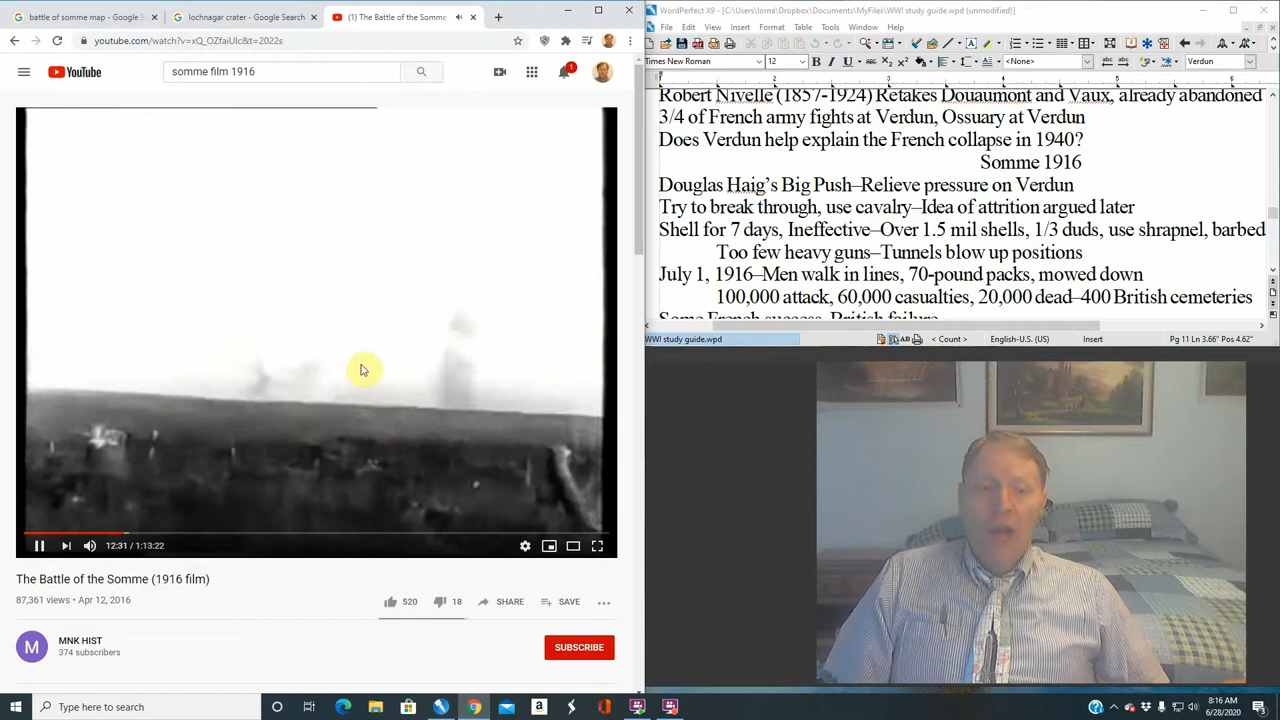 battle of somme map - Google S
lochnagar crater - Google Search
(1) The Battle of the Somme
youtube.com/watch?v=xQ_OzaiUIc&t=2022s
YouTube
somme film 1916
1
12:31 / 1:13:22
The Battle of the Somme (1916 film)
87,361 views • Apr 12, 2016
520
18
SHARE
SAVE
M
MNK HIST
374 subscribers
SUBSCRIBE
WordPerfect X9 - [C:\Users\lorna\Dropbox\Documents\MyFiles\WWI study guide.wpd (unmodified)]
File Edit View Insert Format Table Tools Window
Times New Roman
12
<None>
Verdun
Robert Nivelle (1857-1924) Retakes Douaumont and Vaux, already abandoned
3/4 of French army fights at Verdun, Ossuary at Verdun
Does Verdun help explain the French collapse in 1940?
Somme 1916
Douglas Haig's Big Push–Relieve pressure on Verdun
Try to break through, use cavalry–Idea of attrition argued later
Shell for 7 days, Ineffective–Over 1.5 mil shells, 1/3 duds, use shrapnel, barbed
Too few heavy guns–Tunnels blow up positions
July 1, 1916–Men walk in lines, 70-pound packs, mowed down
100,000 attack, 60,000 casualties, 20,000 dead–400 British cemeteries
Some French success, British failure
WWI study guide.wpd
AB
< Count >
English-U.S. (US)
Insert
Pg 11 Ln 3.66" Pos 4.62"
Type here to search
8:16 AM
6/28/2020